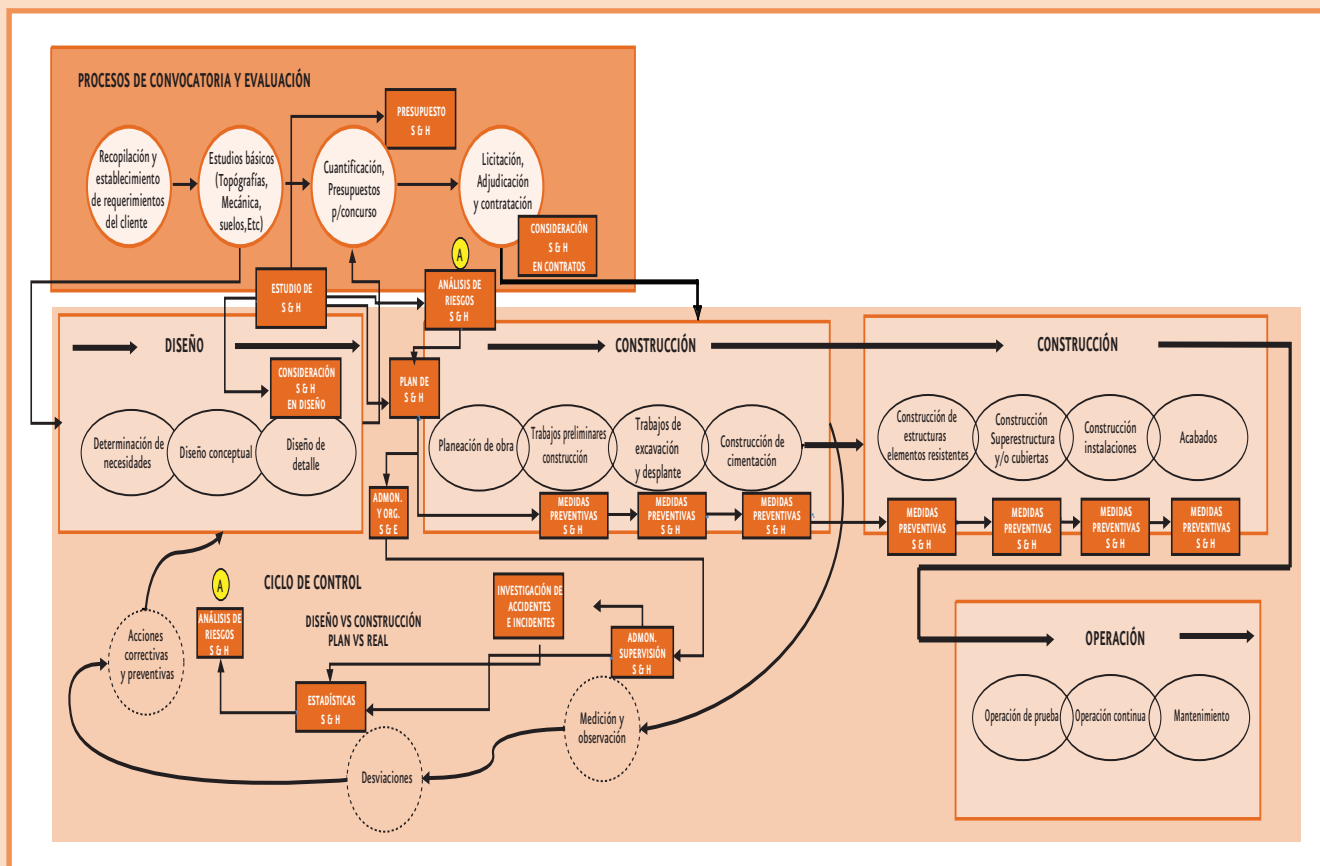 PROCESOS DE CONVOCATORIA Y EVALUACIÓN
PRESUPUESTO
S & H
Recopilación y
establecimiento
de requerimientos
del cliente
Estudios básicos
(Topógrafías,
Mecánica,
suelos,Etc)
Cuantificación,
Presupuestos
p/concurso
Licitación,
Adjudicación
y contratación
CONSIDERACIÓN
S & H
EN CONTRATOS
A
ESTUDIO DE
S & H
ANÁLISIS DE
RIESGOS
S & H
DISEÑO
CONSIDERACIÓN
S & H
EN DISEÑO
Determinación de
necesidades
Diseño conceptual
Diseño de
detalle
PLAN DE
S & H
CONSTRUCCIÓN
Planeación de obra
Trabajos preliminares
construcción
Trabajos de
excavación
y desplante
Construcción de
cimentación
CONSTRUCCIÓN
Construcción de
estructuras
elementos resistentes
Construcción
Superestructura
y/o cubiertas
Construcción
instalaciones
Acabados
ADMON.
Y ORG.
S & E
MEDIDAS
PREVENTIVAS
S & H
MEDIDAS
PREVENTIVAS
S & H
MEDIDAS
PREVENTIVAS
S & H
MEDIDAS
PREVENTIVAS
S & H
MEDIDAS
PREVENTIVAS
S & H
MEDIDAS
PREVENTIVAS
S & H
MEDIDAS
PREVENTIVAS
S & H
CICLO DE CONTROL
A
ANÁLISIS DE
RIESGOS
S & H
DISEÑO VS CONSTRUCCIÓN
PLAN VS REAL
INVESTIGACIÓN DE
ACCIDENTES
E INCIDENTES
ADMON.
SUPERVISIÓN
S & H
Acciones
correctivas
y preventivas
ESTADÍSTICAS
S & H
Medición y
observación
Desviaciones
OPERACIÓN
Operación de prueba
Operación continua
Mantenimiento